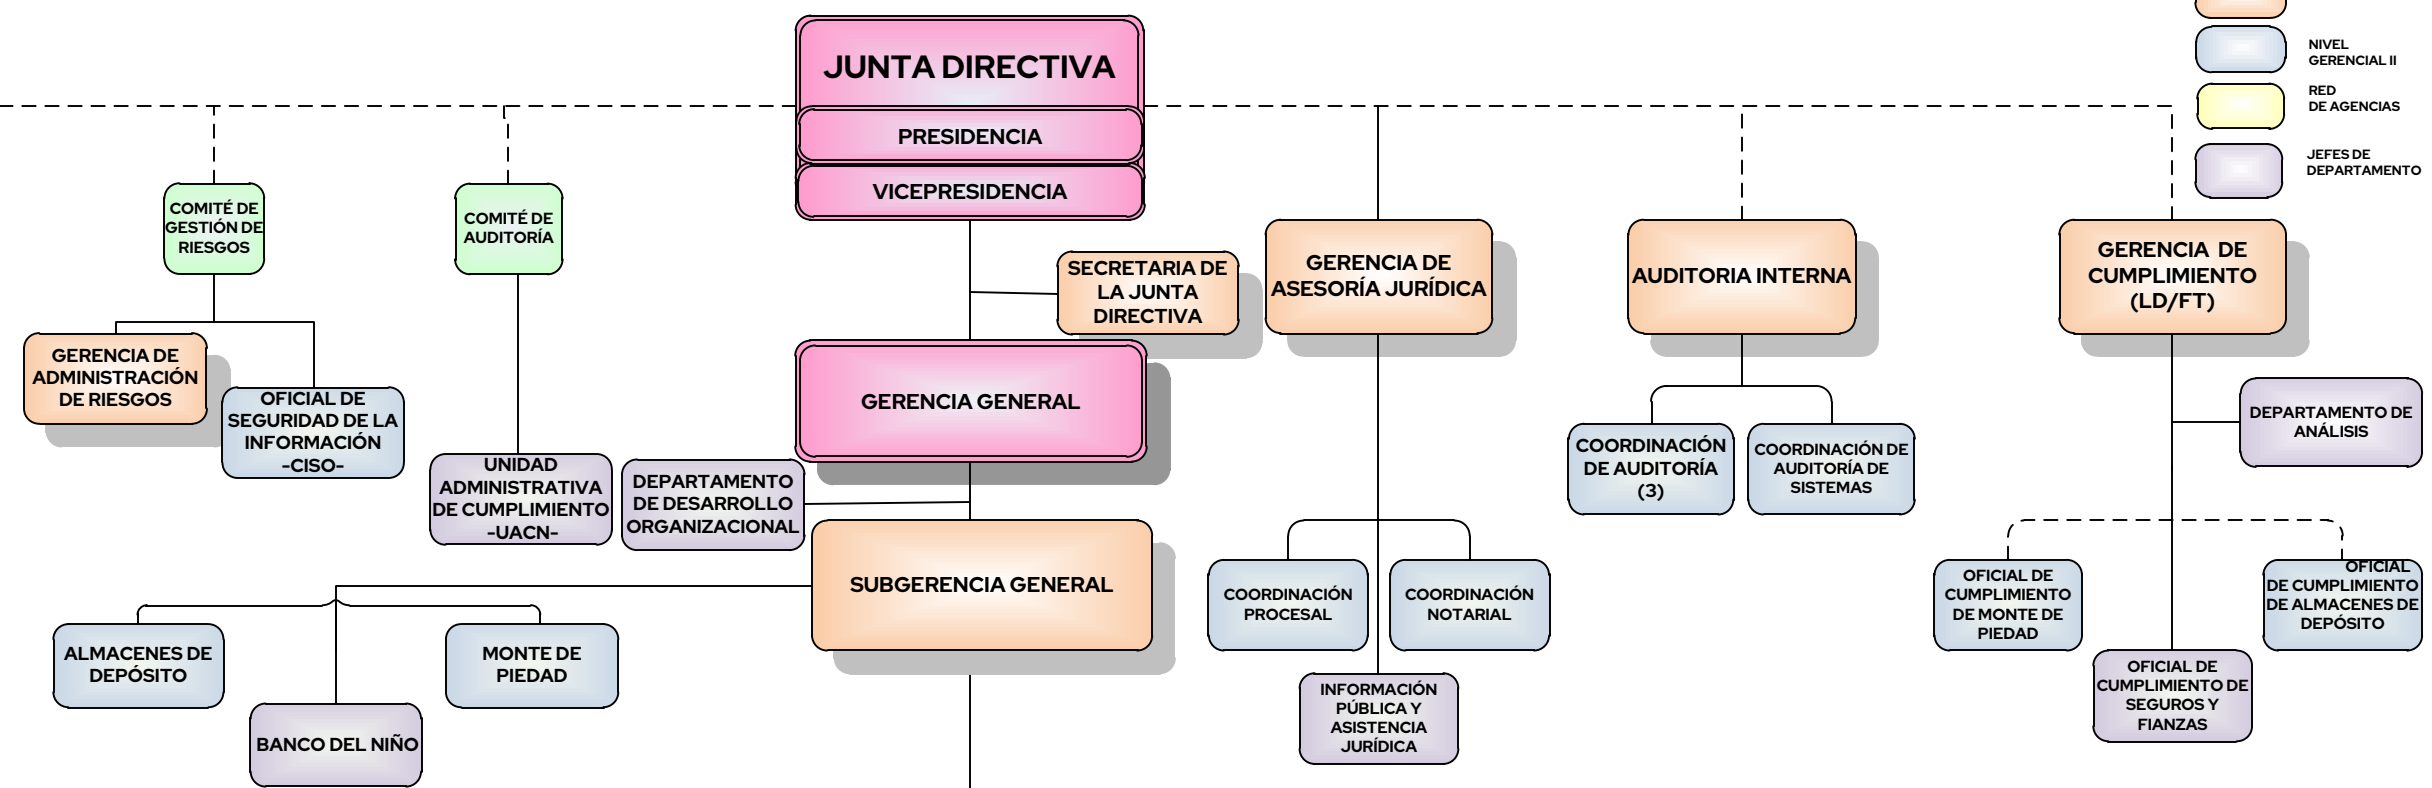 JUNTA DIRECTIVA
PRESIDENCIA
VICEPRESIDENCIA
NIVEL
GERENCIAL II
RED
DE AGENCIAS
JEFES DE
DEPARTAMENTO
COMITÉ DE
GESTIÓN DE
RIESGOS
COMITÉ DE
AUDITORÍA
SECRETARIA DE
LA JUNTA
DIRECTIVA
GERENCIA DE
ASESORÍA JURÍDICA
AUDITORIA INTERNA
GERENCIA DE
CUMPLIMIENTO
(LD/FT)
GERENCIA DE
ADMINISTRACIÓN
DE RIESGOS
OFICIAL DE
SEGURIDAD DE LA
INFORMACIÓN
-CISO-
GERENCIA GENERAL
DEPARTAMENTO DE
ANÁLISIS
UNIDAD
ADMINISTRATIVA
DE CUMPLIMIENTO
-UACN-
DEPARTAMENTO
DE DESARROLLO
ORGANIZACIONAL
COORDINACIÓN
DE AUDITORÍA
(3)
COORDINACIÓN DE
AUDITORÍA DE
SISTEMAS
SUBGERENCIA GENERAL
COORDINACIÓN
PROCESAL
COORDINACIÓN
NOTARIAL
OFICIAL DE
CUMPLIMIENTO
DE MONTE DE
PIEDAD
OFICIAL
DE CUMPLIMIENTO
DE ALMACENES DE
DEPÓSITO
ALMACENES DE
DEPÓSITO
MONTE DE
PIEDAD
BANCO DEL NIÑO
INFORMACIÓN
PÚBLICA Y
ASISTENCIA
JURÍDICA
OFICIAL DE
CUMPLIMIENTO DE
SEGUROS Y
FIANZAS